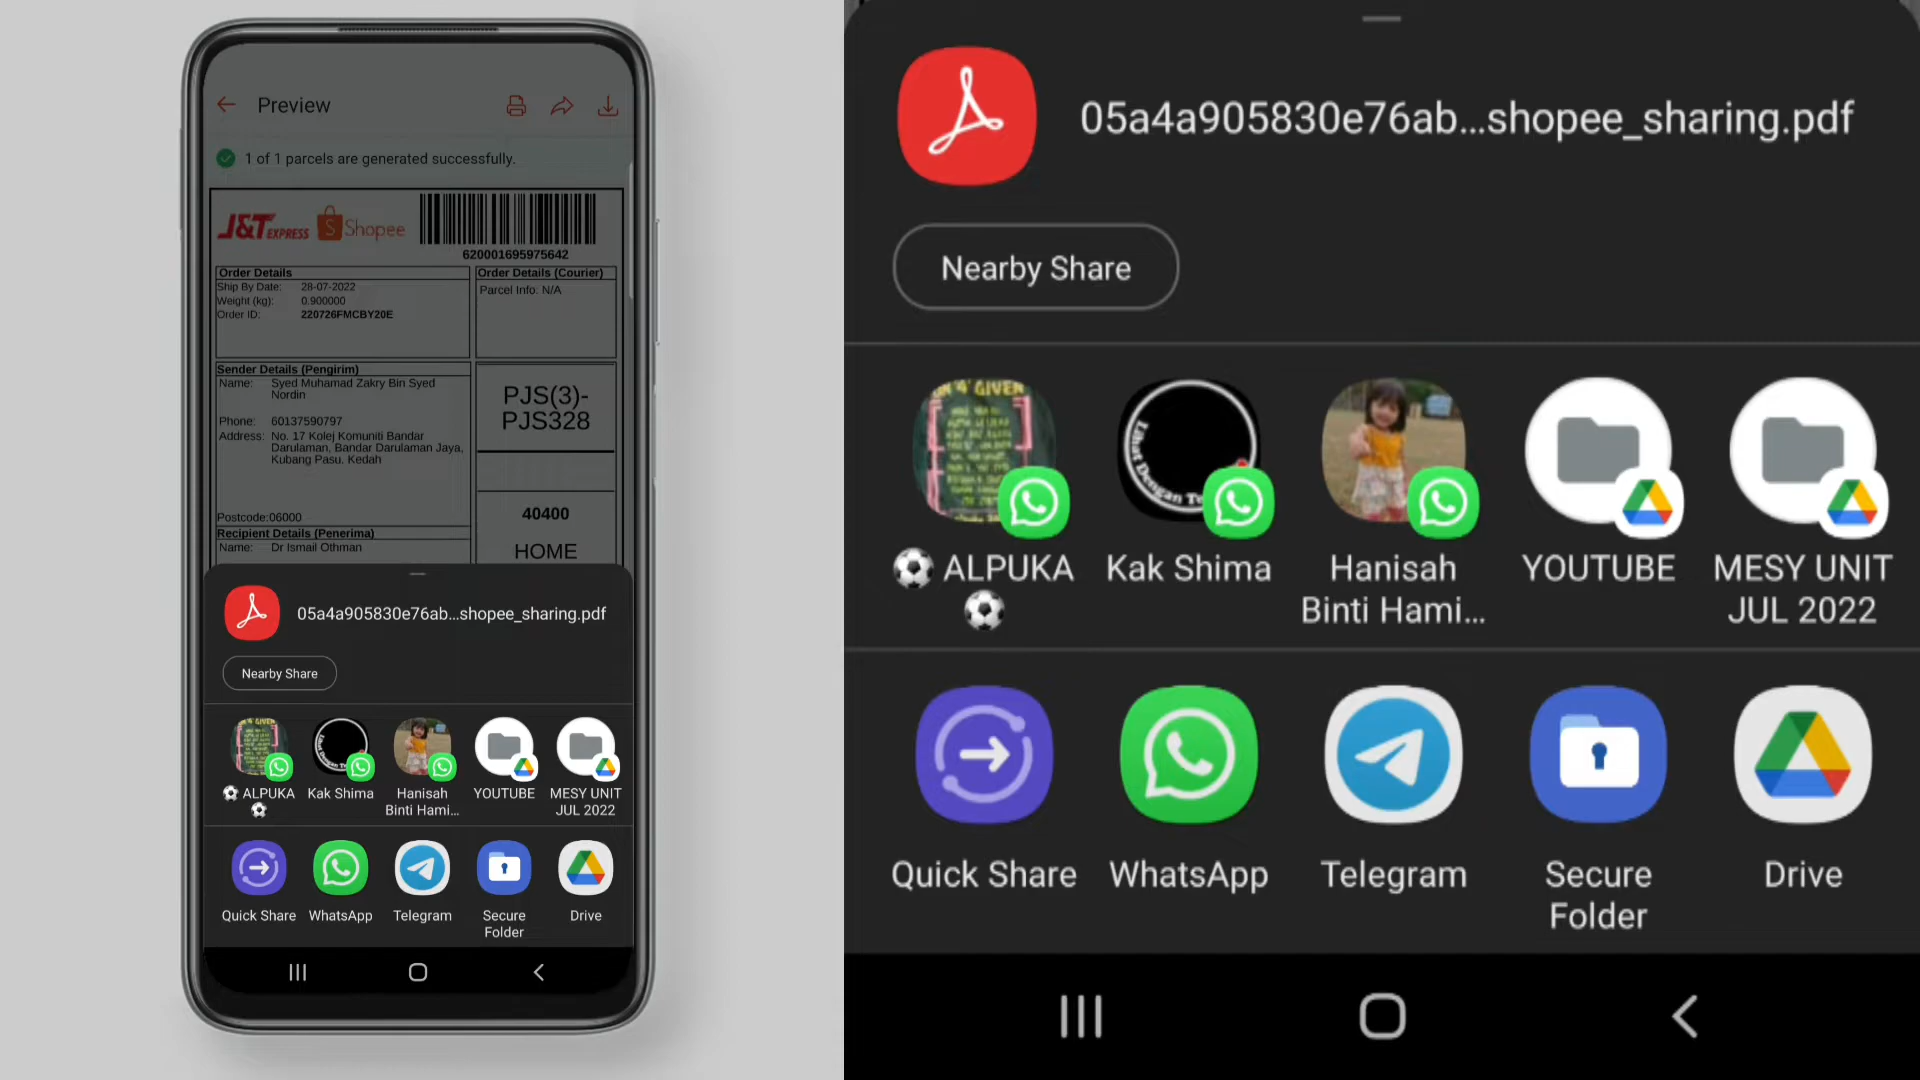 Preview
1 of 1 parcels are generated successfully.
J&T EXPRESS
Shopee
620001695975642
Order Details
Ship By Date: 28-07-2022
Weight (kg): 0.900000
Order ID: 220726FMCBY20E
Order Details (Courier)
Parcel Info: N/A
Sender Details (Pengirim)
Name: Syed Muhamad Zakry Bin Syed
Nordin
Phone: 60137590797
Address: No. 17 Kolej Komuniti Bandar
Darulaman, Bandar Darulaman Jaya,
Kubang Pasu. Kedah
Postcode:06000
PJS(3)-
PJS328
40400
HOME
Recipient Details (Penerima)
Name: Dr Ismail Othman
05a4a905830e76ab...shopee_sharing.pdf
Nearby Share
⚽ ALPUKA
⚽
Kak Shima
Hanisah
Binti Hami...
YOUTUBE
MESY UNIT
JUL 2022
Quick Share
WhatsApp
Telegram
Secure
Folder
Drive
05a4a905830e76ab...shopee_sharing.pdf
Nearby Share
GIVEN
Lihat Dengan
⚽ ALPUKA
⚽
Kak Shima
Hanisah
Binti Hami...
YOUTUBE
MESY UNIT
JUL 2022
Quick Share
WhatsApp
Telegram
Secure
Folder
Drive